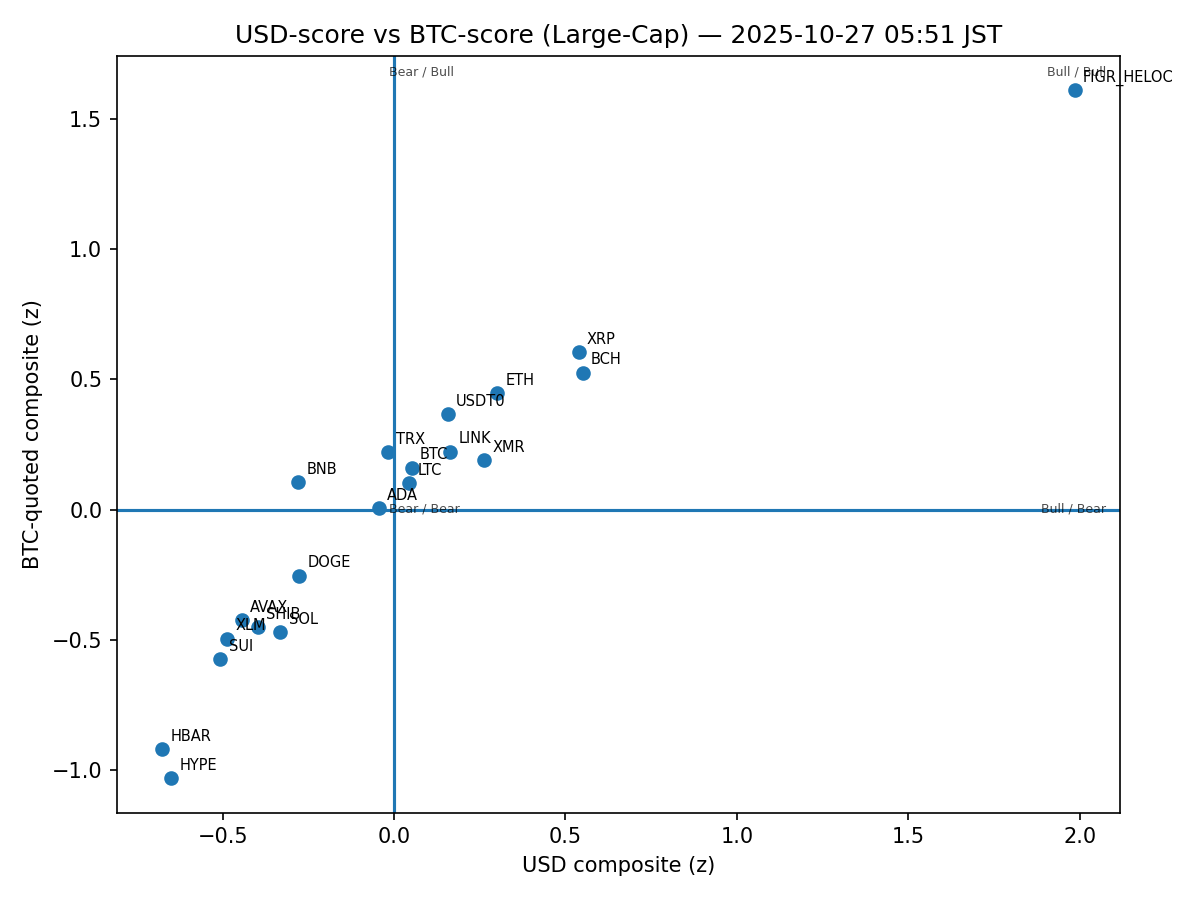 USD-score vs BTC-score (Large-Cap) — 2025-10-27 05:51 JST
Bear / Bull
Bull / Bull
FIGR_HELOC
1.5
1.0
XRP
BCH
0.5
ETH
USDT0
TRX
LINK
XMR
BTC
BNB
LTC
ADA
0.0
Bear / Bear
Bull / Bear
DOGE
AVAX
SHIB
SOL
XLM
−0.5
SUI
HBAR
HYPE
−1.0
−0.5
0.0
0.5
1.0
1.5
2.0
USD composite (z)
BTC-quoted composite (z)